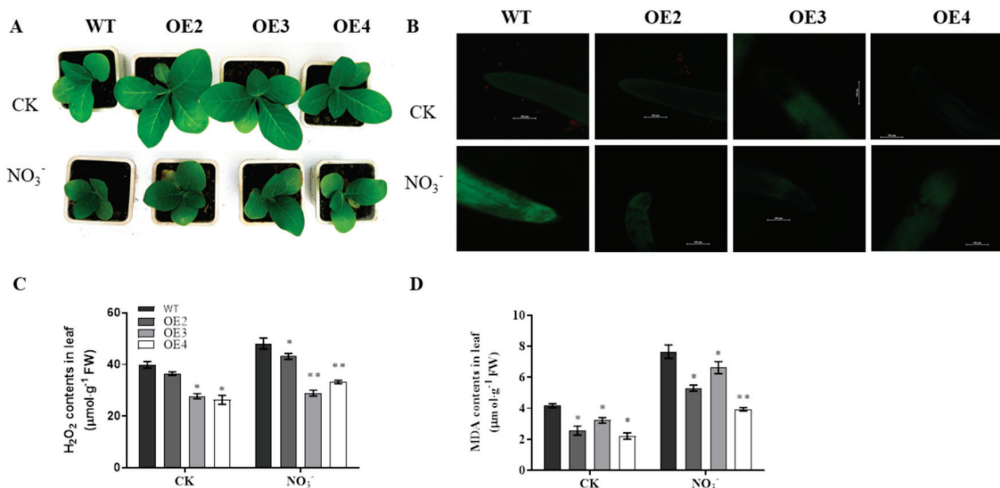 A WT OE2 OE3 OE4
CK
NO₃⁻
B WT OE2 OE3 OE4
CK
NO₃⁻
C
H₂O₂ contents in leaf
(μmol·g⁻¹ FW)
60
40
20
0
WT
OE2
OE3
OE4
* * * ** **
CK NO₃⁻
D
MDA contents in leaf
(μm ol·g⁻¹ FW)
10
8
6
4
2
0
* * * * * **
CK NO₃⁻